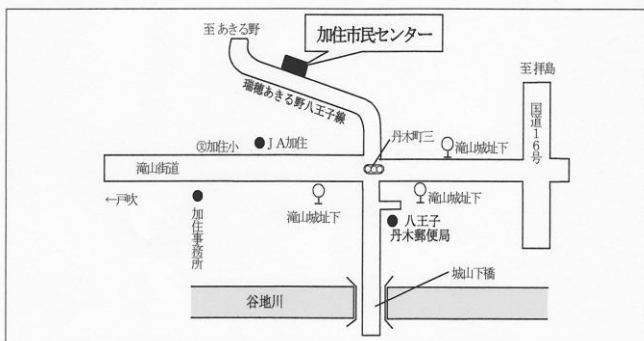 至 あきる野
加住市民センター
至 拝島
国道16号
瑞穂あきる野八王子線
丹木町三
滝山城址下
㊛加住小
JA加住
滝山街道
滝山城址下
滝山城址下
←戸吹
加住事務所
八王子
丹木郵便局
城山下橋
谷地川